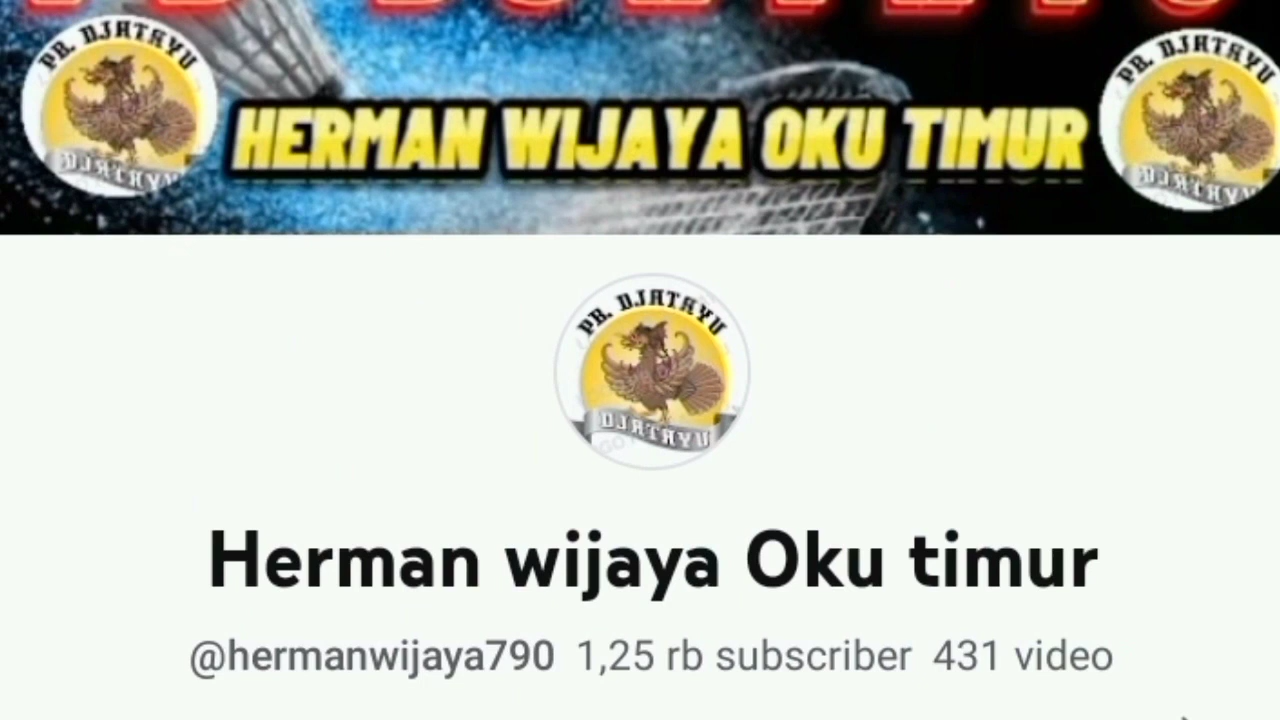 PB. DJATAYU
DJATAYU
HERMAN WIJAYA OKU TIMUR
PB. DJATAYU
DJATAYU
PB. DJATAYU
DJATAYU
Herman wijaya Oku timur
@hermanwijaya790 1,25 rb subscriber 431 video